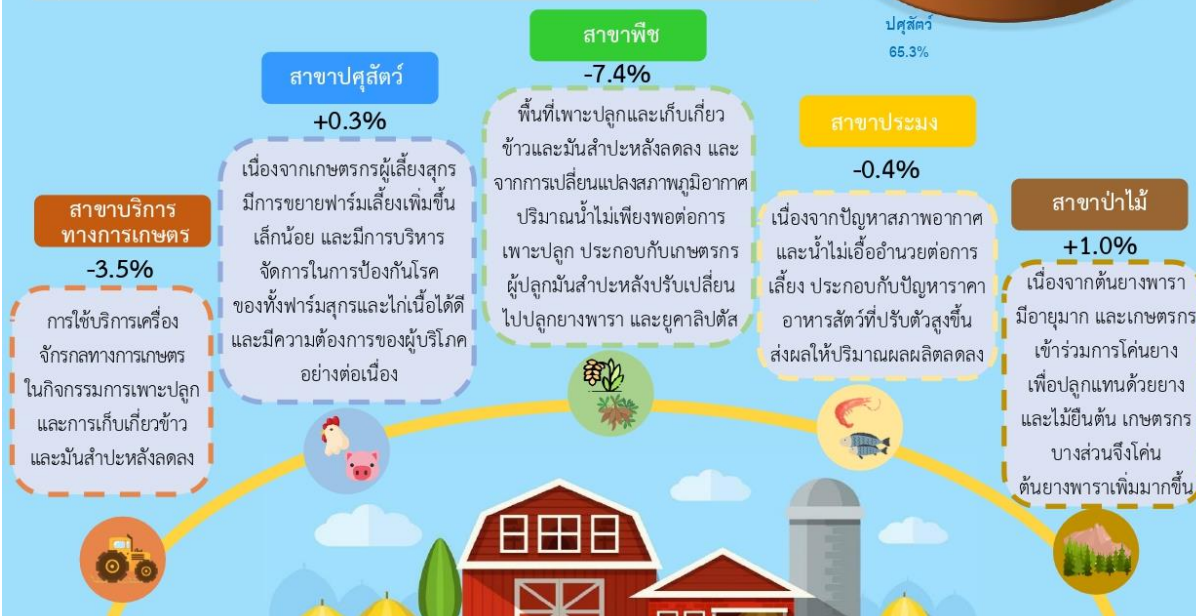 ปศุสัตว์
65.3%
สาขาพืช
-7.4%
พื้นที่เพาะปลูกและเก็บเกี่ยว
ข้าวและมันสำปะหลังลดลง และ
จากการเปลี่ยนแปลงสภาพภูมิอากาศ
ปริมาณน้ำไม่เพียงพอต่อการ
เพาะปลูก ประกอบกับเกษตรกร
ผู้ปลูกมันสำปะหลังปรับเปลี่ยน
ไปปลูกยางพารา และยูคาลิปตัส
สาขาปศุสัตว์
+0.3%
เนื่องจากเกษตรกรผู้เลี้ยงสุกร
มีการขยายฟาร์มเลี้ยงเพิ่มขึ้น
เล็กน้อย และมีการบริหาร
จัดการในการป้องกันโรค
ของทั้งฟาร์มสุกรและไก่เนื้อได้ดี
และมีความต้องการของผู้บริโภค
อย่างต่อเนื่อง
สาขาประมง
-0.4%
เนื่องจากปัญหาสภาพอากาศ
และน้ำไม่เอื้ออำนวยต่อการ
เลี้ยง ประกอบกับปัญหาราคา
อาหารสัตว์ที่ปรับตัวสูงขึ้น
ส่งผลให้ปริมาณผลผลิตลดลง
สาขาบริการ
ทางการเกษตร
-3.5%
การใช้บริการเครื่อง
จักรกลทางการเกษตร
ในกิจกรรมการเพาะปลูก
และการเก็บเกี่ยวข้าว
และมันสำปะหลังลดลง
สาขาป่าไม้
+1.0%
เนื่องจากต้นยางพารา
มีอายุมาก และเกษตรกร
เข้าร่วมการโค่นยาง
เพื่อปลูกแทนด้วยยาง
และไม้ยืนต้น เกษตรกร
บางส่วนจึงโค่น
ต้นยางพาราเพิ่มมากขึ้น